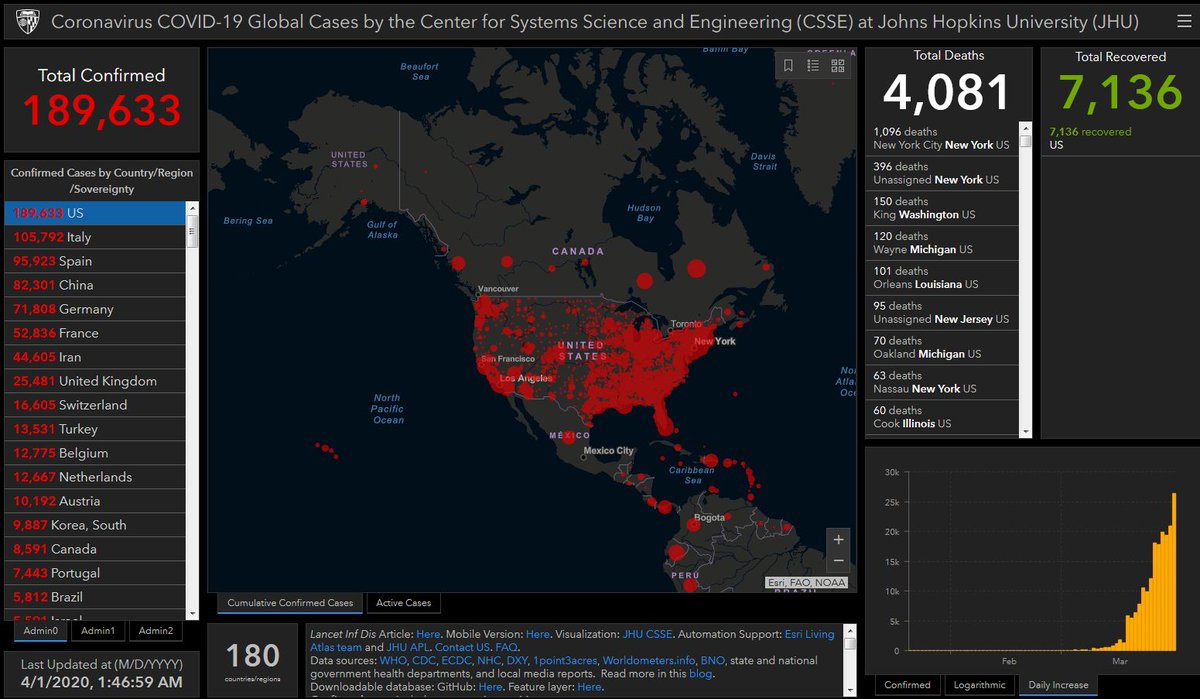 Coronavirus COVID-19 Global Cases by the Center for Systems Science and Engineering (CSSE) at Johns Hopkins University (JHU)
Total Confirmed
189,633
Confirmed Cases by Country/Region
/Sovereignty
189,633 US
105,792 Italy
95,923 Spain
82,301 China
71,808 Germany
52,836 France
44,605 Iran
25,481 United Kingdom
16,605 Switzerland
13,531 Turkey
12,775 Belgium
12,667 Netherlands
10,192 Austria
9,887 Korea, South
8,591 Canada
7,443 Portugal
5,812 Brazil
Admin0
Admin1
Admin2
Last Updated at (M/D/YYYY)
4/1/2020, 1:46:59 AM
Baffin Bay
Beaufort
Sea
UNITED
STATES
Davis
Strait
Bering Sea
Gulf of
Alaska
Hudson
Bay
CANADA
Vancouver
Toronto
New York
UNITED
STATES
San Francisco
Los Angeles
North
Pacific
Ocean
MÉXICO
Mexico City
Caribbean
Sea
Bogota
PERU
Esri, FAO, NOAA
Cumulative Confirmed Cases
Active Cases
180
countries/regions
Lancet Inf Dis Article: Here. Mobile Version: Here. Visualization: JHU CSSE. Automation Support: Esri Living
Atlas team and JHU APL. Contact US. FAQ.
Data sources: WHO, CDC, ECDC, NHC, DXY, 1point3acres, Worldometers.info, BNO, state and national
government health departments, and local media reports. Read more in this blog.
Downloadable database: GitHub: Here. Feature layer: Here.
Total Deaths
4,081
1,096 deaths
New York City New York US
396 deaths
Unassigned New York US
150 deaths
King Washington US
120 deaths
Wayne Michigan US
101 deaths
Orleans Louisiana US
95 deaths
Unassigned New Jersey US
70 deaths
Oakland Michigan US
63 deaths
Nassau New York US
60 deaths
Cook Illinois US
Total Recovered
7,136
7,136 recovered
US
30k
25k
20k
15k
10k
5k
0
Feb
Mar
Confirmed
Logarithmic
Daily Increase